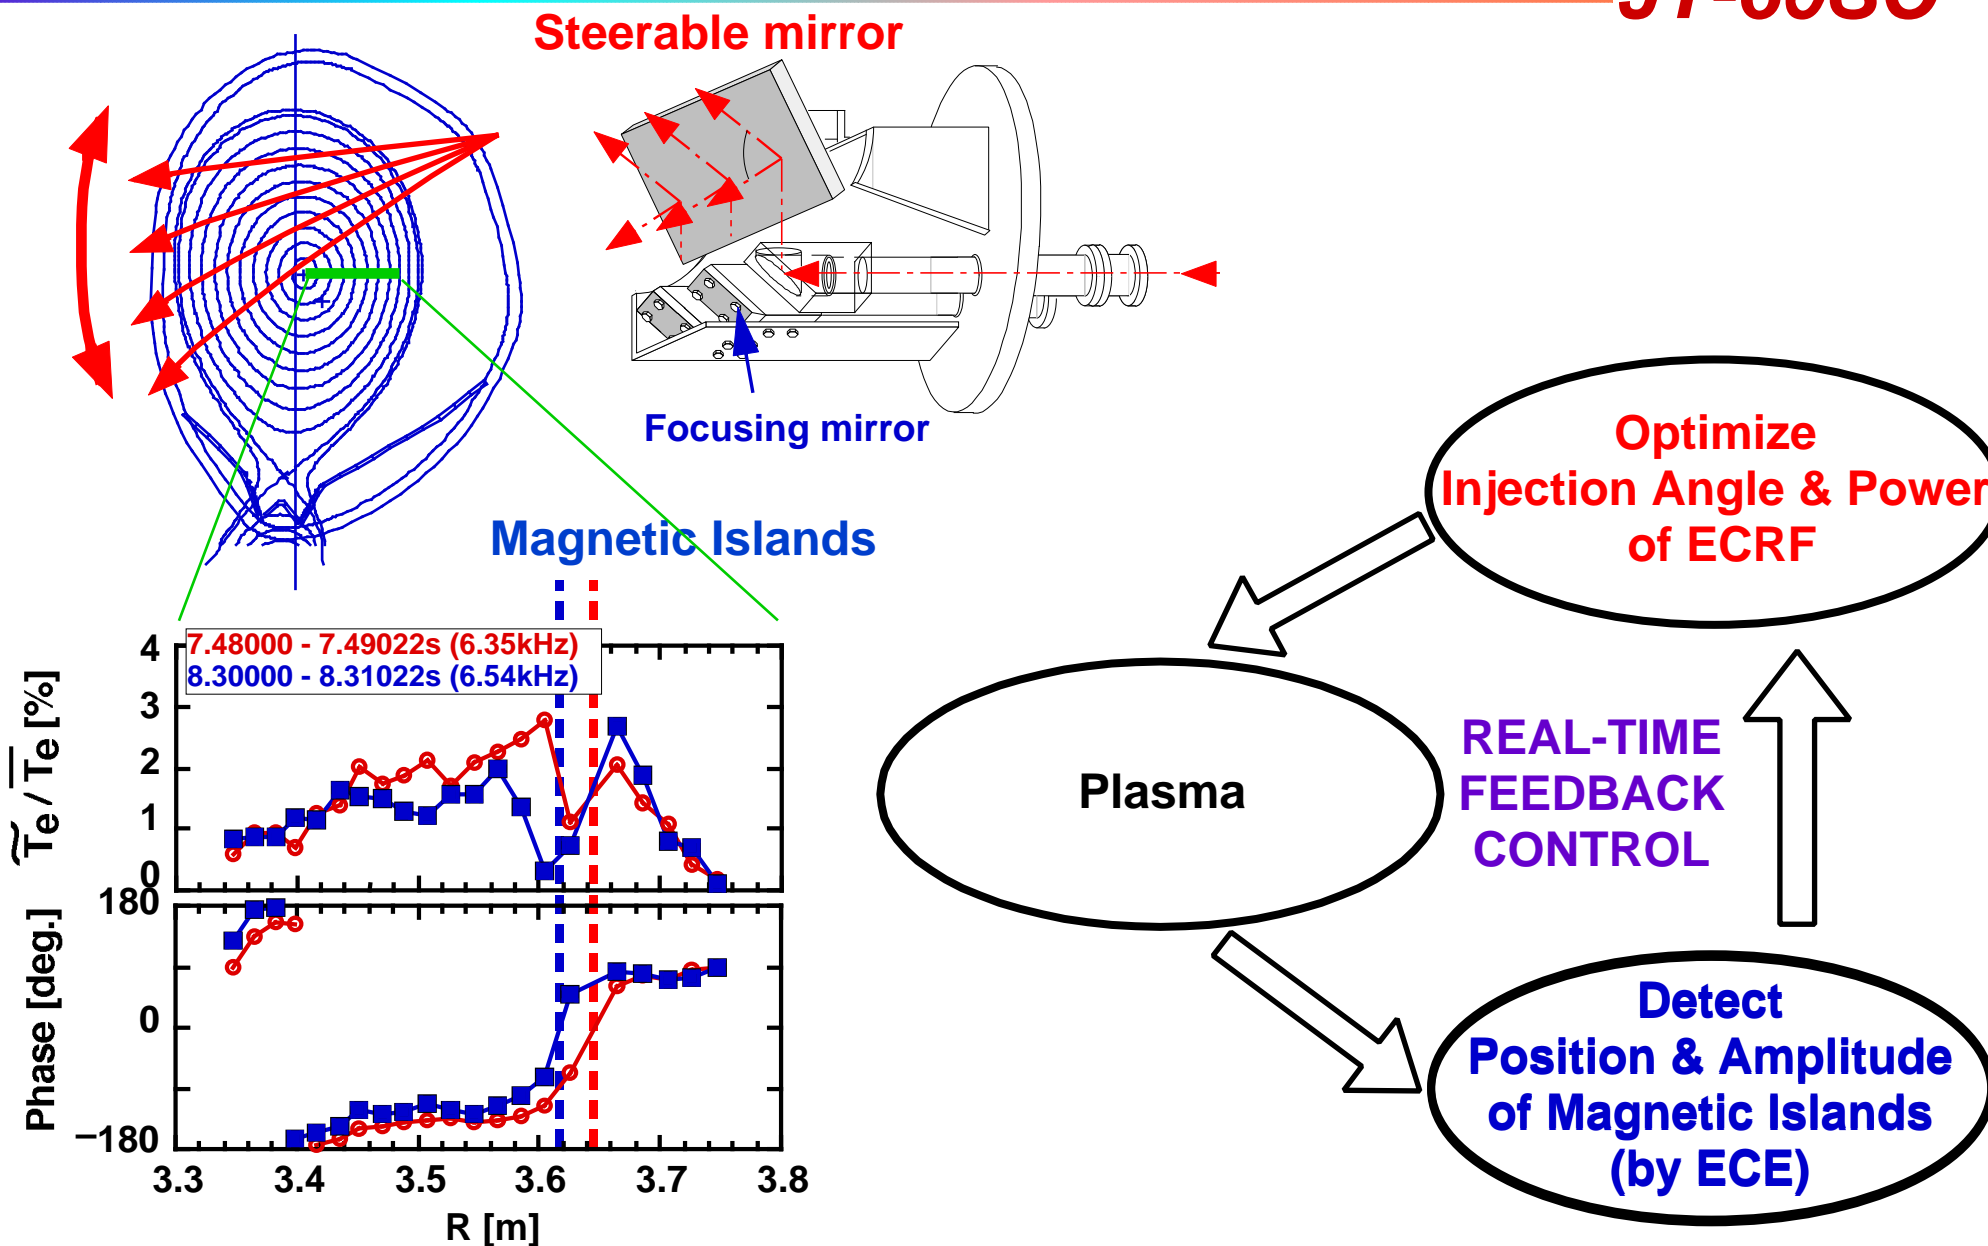 Steerable mirror
Focusing mirror
Magnetic Islands
7.48000 - 7.49022s (6.35kHz)
8.30000 - 8.31022s (6.54kHz)
T̃e / T̅e [%]
4
3
2
1
0
Phase [deg.]
180
0
−180
3.3 3.4 3.5 3.6 3.7 3.8
R [m]
Optimize
Injection Angle & Power
of ECRF
Plasma
REAL-TIME
FEEDBACK
CONTROL
Detect
Position & Amplitude
of Magnetic Islands
(by ECE)